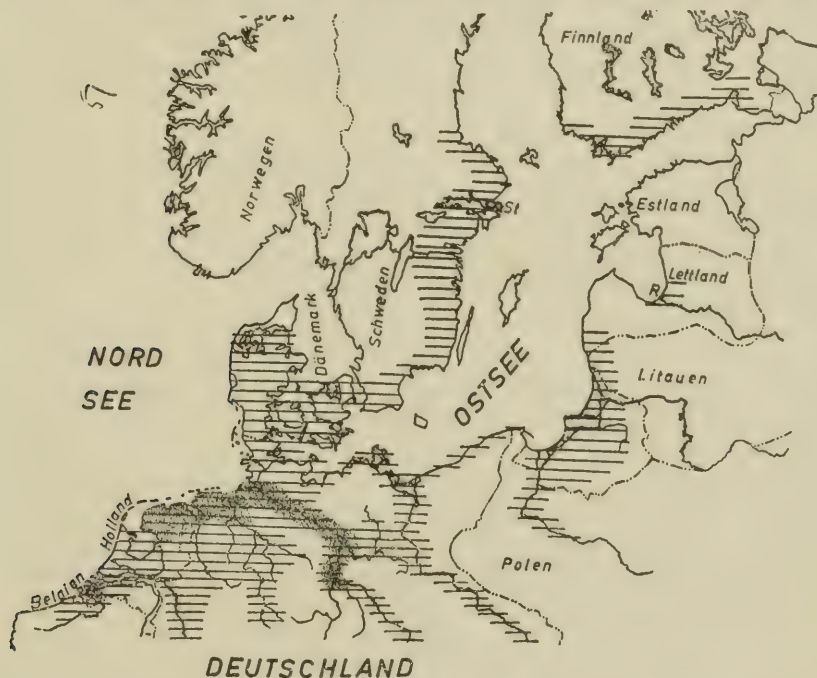 57
Finnland
Norwegen
St
Estland
Lettland
R
Schweden
Dänemark
NORD
SEE
OSTSEE
Litauen
Holland
Belgien
Polen
DEUTSCHLAND